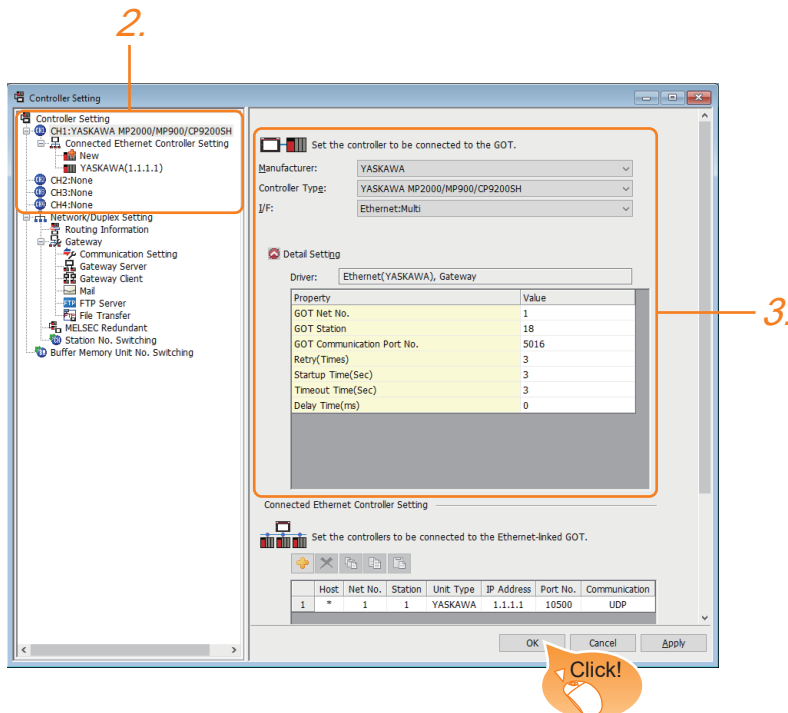 2.
Controller Setting
Controller Setting
CH1:YASKAWA MP2000/MP900/CP9200SH
Connected Ethernet Controller Setting
New
YASKAWA(1.1.1.1)
CH2:None
CH3:None
CH4:None
Network/Duplex Setting
Routing Information
Gateway
Communication Setting
Gateway Server
Gateway Client
Mail
FTP Server
File Transfer
MELSEC Redundant
Station No. Switching
Buffer Memory Unit No. Switching
Set the controller to be connected to the GOT.
Manufacturer: YASKAWA
Controller Type: YASKAWA MP2000/MP900/CP9200SH
I/F: Ethernet:Multi
Detail Setting
Driver: Ethernet(YASKAWA), Gateway
Property Value
GOT Net No. 1
GOT Station 18
GOT Communication Port No. 5016
Retry(Times) 3
Startup Time(Sec) 3
Timeout Time(Sec) 3
Delay Time(ms) 0
3.
Connected Ethernet Controller Setting
Set the controllers to be connected to the Ethernet-linked GOT.
Host Net No. Station Unit Type IP Address Port No. Communication
1 * 1 1 YASKAWA 1.1.1.1 10500 UDP
OK Cancel Apply
Click!